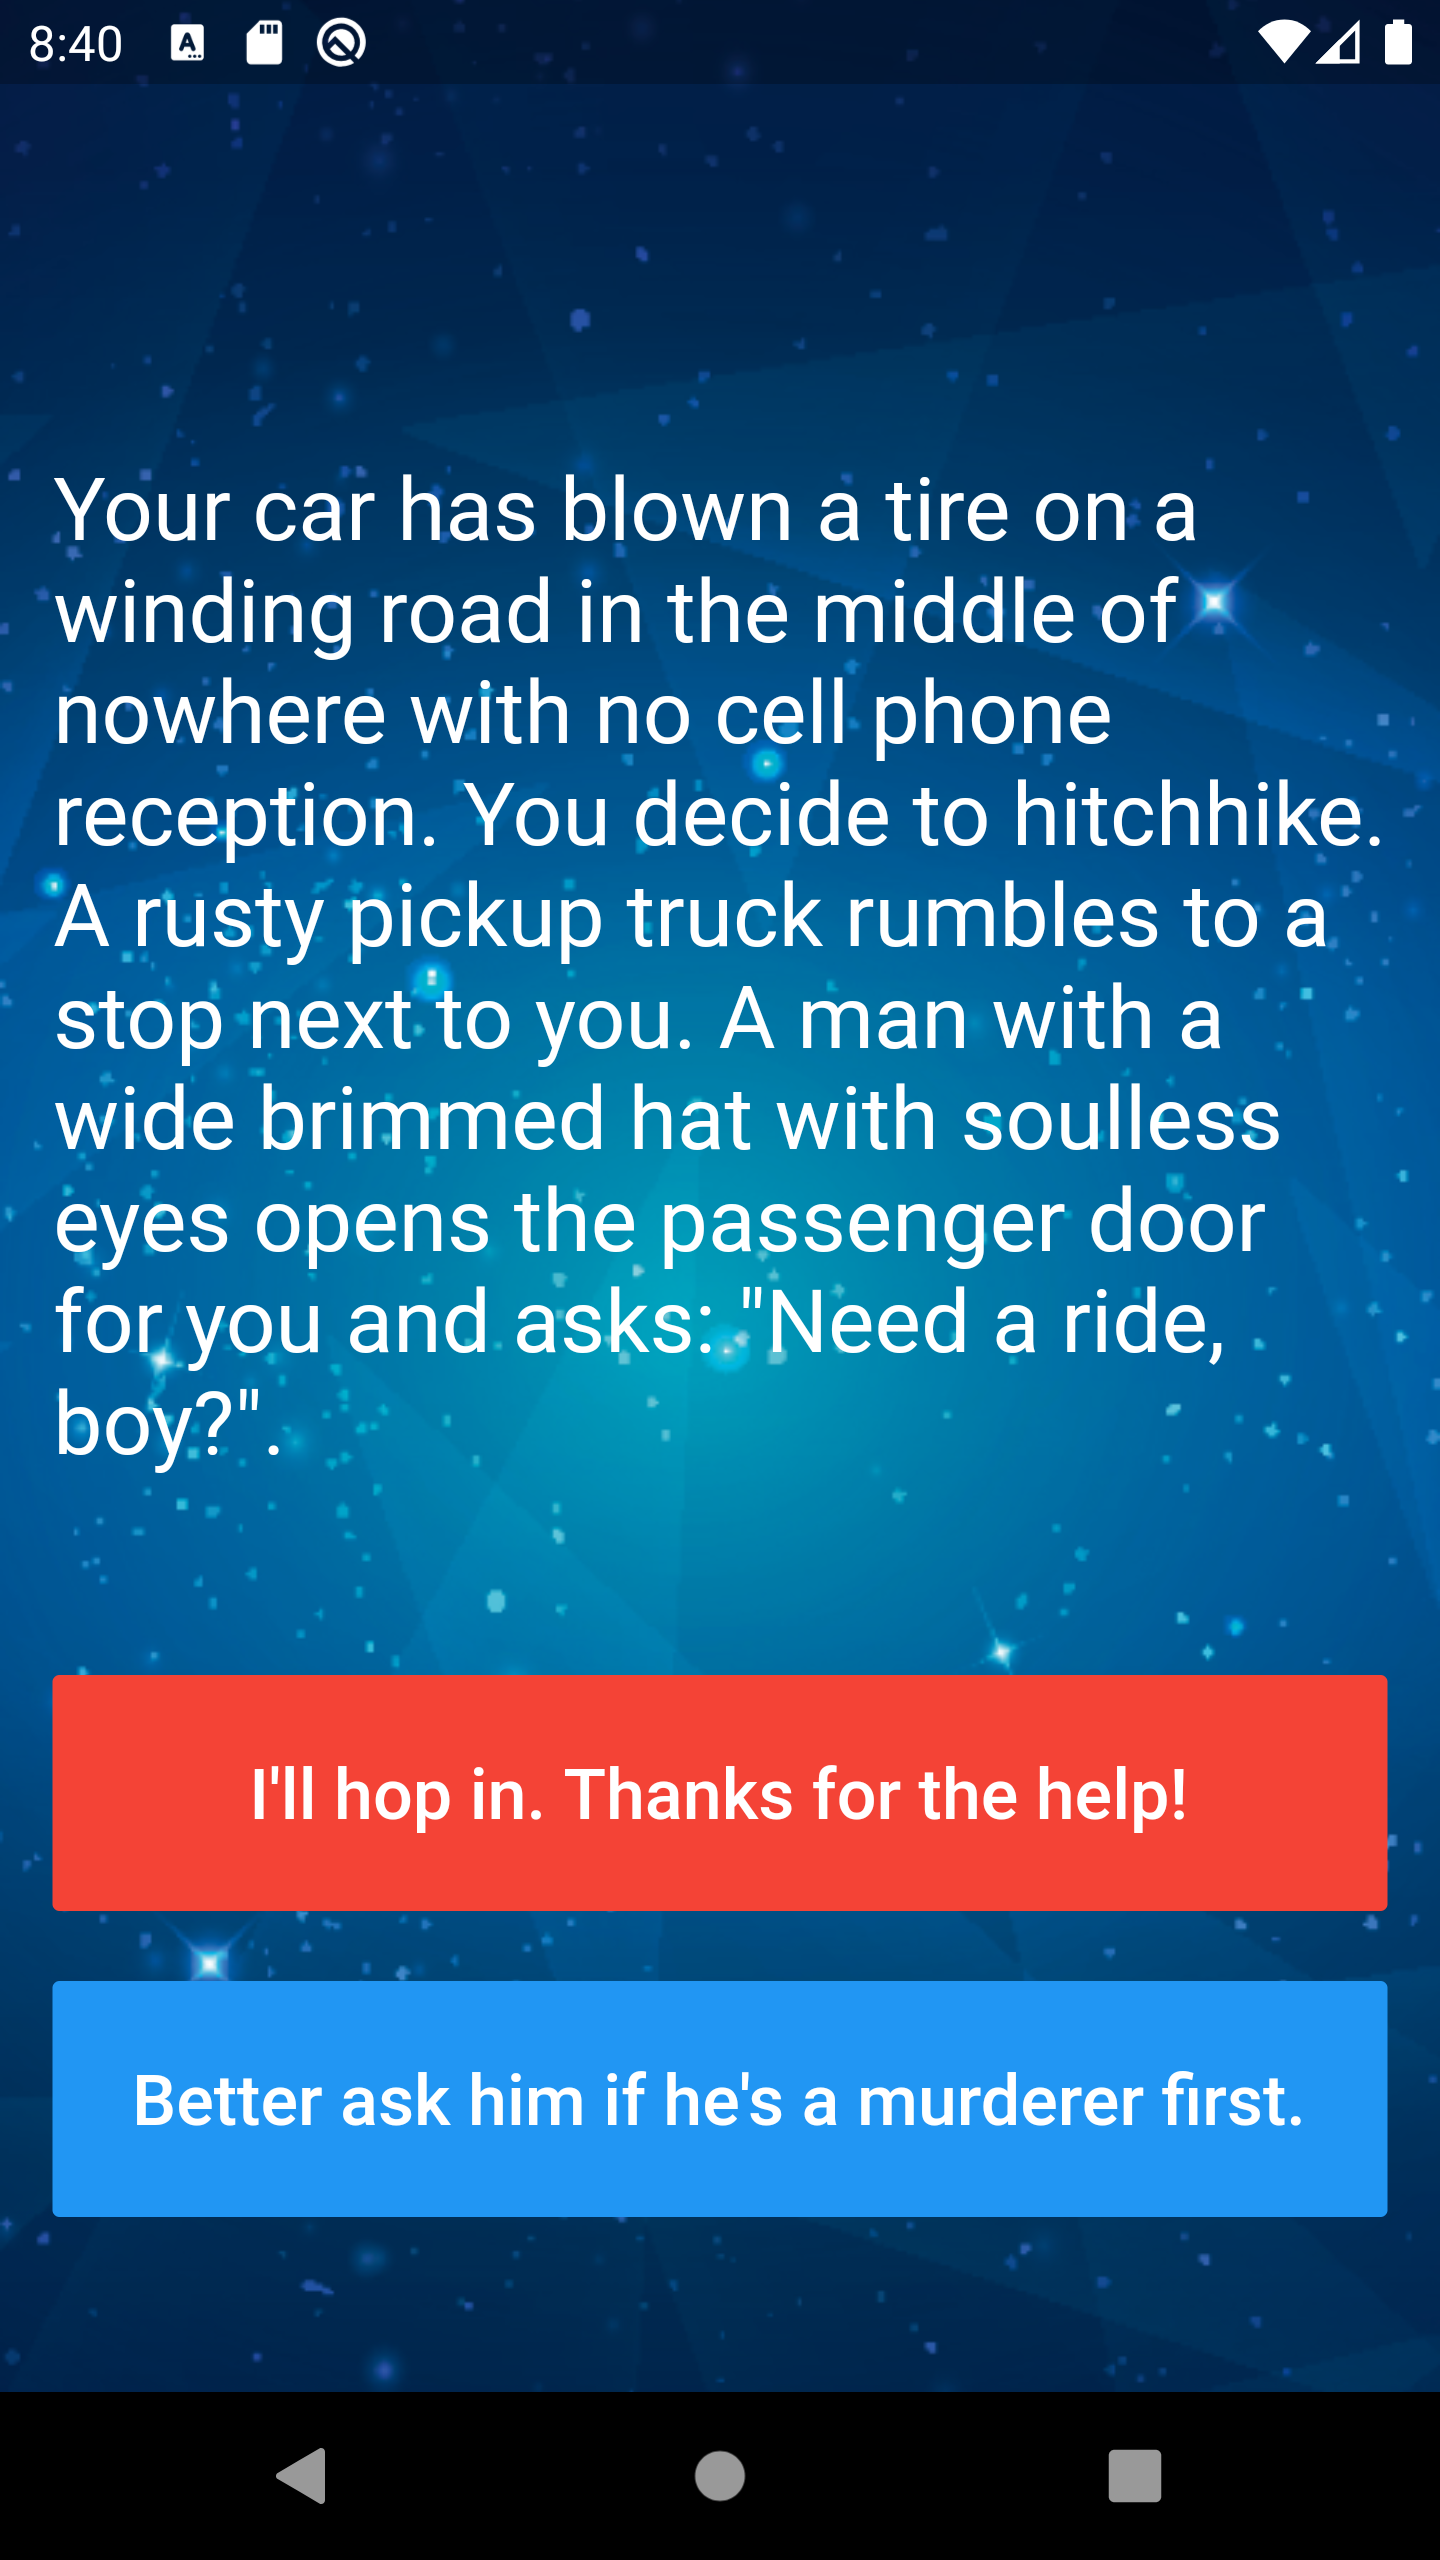 8:40
Your car has blown a tire on a
winding road in the middle of
nowhere with no cell phone
reception. You decide to hitchhike.
A rusty pickup truck rumbles to a
stop next to you. A man with a
wide brimmed hat with soulless
eyes opens the passenger door
for you and asks: "Need a ride,
boy?".
I'll hop in. Thanks for the help!
Better ask him if he's a murderer first.